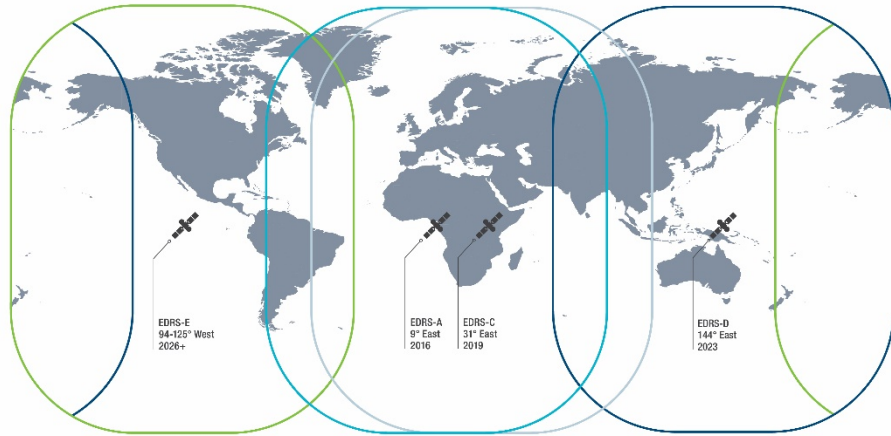 EDRS-E
94-125° West
2026+
EDRS-A
9° East
2016
EDRS-C
31° East
2019
EDRS-D
144° East
2023